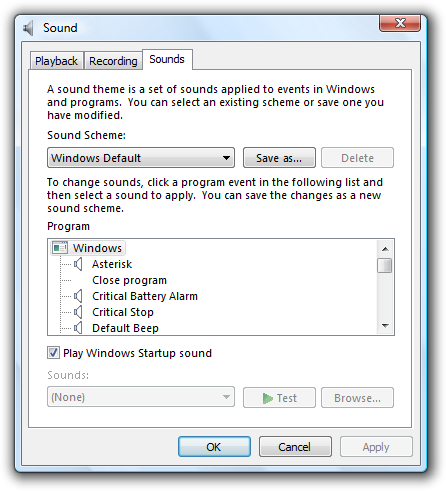 Sound
Playback Recording Sounds
A sound theme is a set of sounds applied to events in Windows
and programs. You can select an existing scheme or save one you
have modified.
Sound Scheme:
Windows Default Save as... Delete
To change sounds, click a program event in the following list and
then select a sound to apply. You can save the changes as a new
sound scheme.
Program
Windows
Asterisk
Close program
Critical Battery Alarm
Critical Stop
Default Beep
Play Windows Startup sound
Sounds:
(None) Test Browse...
OK Cancel Apply